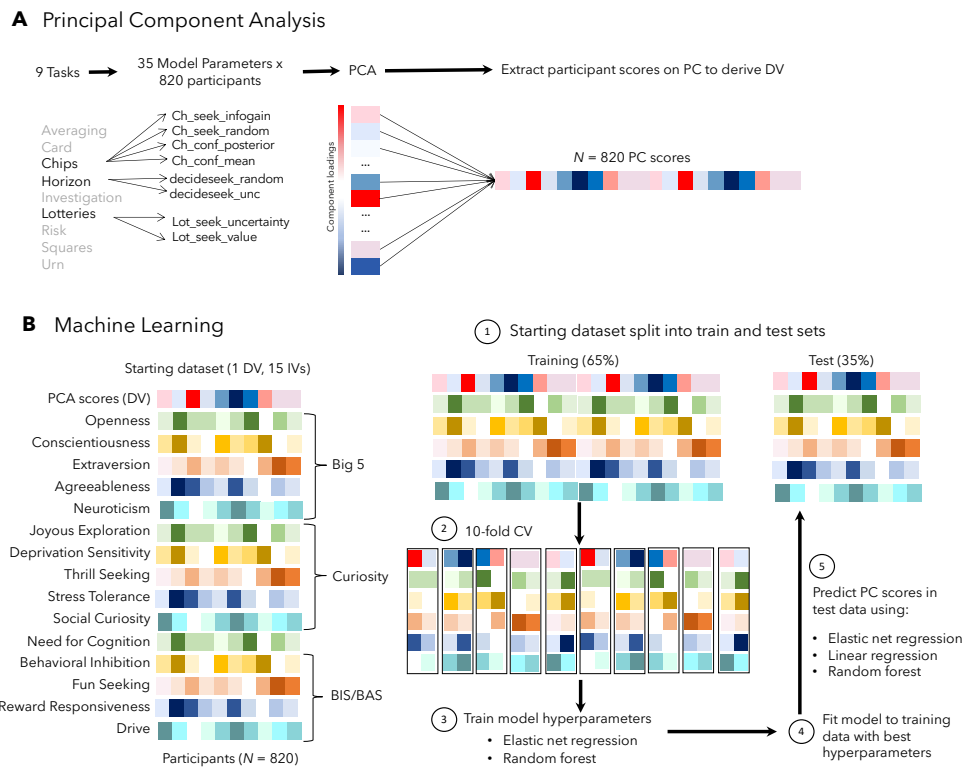 A Principal Component Analysis
9 Tasks
35 Model Parameters x
820 participants
PCA
Extract participant scores on PC to derive DV
Averaging
Card
Chips
Horizon
Investigation
Lotteries
Risk
Squares
Urn
Ch_seek_infogain
Ch_seek_random
Ch_conf_posterior
Ch_conf_mean
decideseek_random
decideseek_unc
Lot_seek_uncertainty
Lot_seek_value
Component loadings
...
...
...
N = 820 PC scores
B Machine Learning
Starting dataset (1 DV, 15 IVs)
PCA scores (DV)
Openness
Conscientiousness
Extraversion
Agreeableness
Neuroticism
Big 5
Joyous Exploration
Deprivation Sensitivity
Thrill Seeking
Stress Tolerance
Social Curiosity
Curiosity
Need for Cognition
Behavioral Inhibition
Fun Seeking
Reward Responsiveness
Drive
BIS/BAS
Participants (N = 820)
1 Starting dataset split into train and test sets
Training (65%)
Test (35%)
2 10-fold CV
3 Train model hyperparameters
• Elastic net regression
• Random forest
4 Fit model to training
data with best
hyperparameters
5
Predict PC scores in
test data using:
• Elastic net regression
• Linear regression
• Random forest